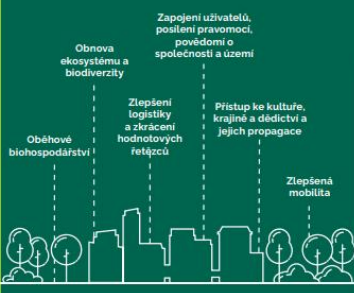 Zapojení uživatelů,
posílení pravomocí,
povědomí o
společnosti a území
Obnova
ekosystému a
biodiverzity
Zlepšení
logistiky
a zkrácení
hodnotových
řetězců
Přístup ke kultuře,
krajině a dědictví a
jejich propagace
Oběhové
biohospodářství
Zlepšená
mobilita